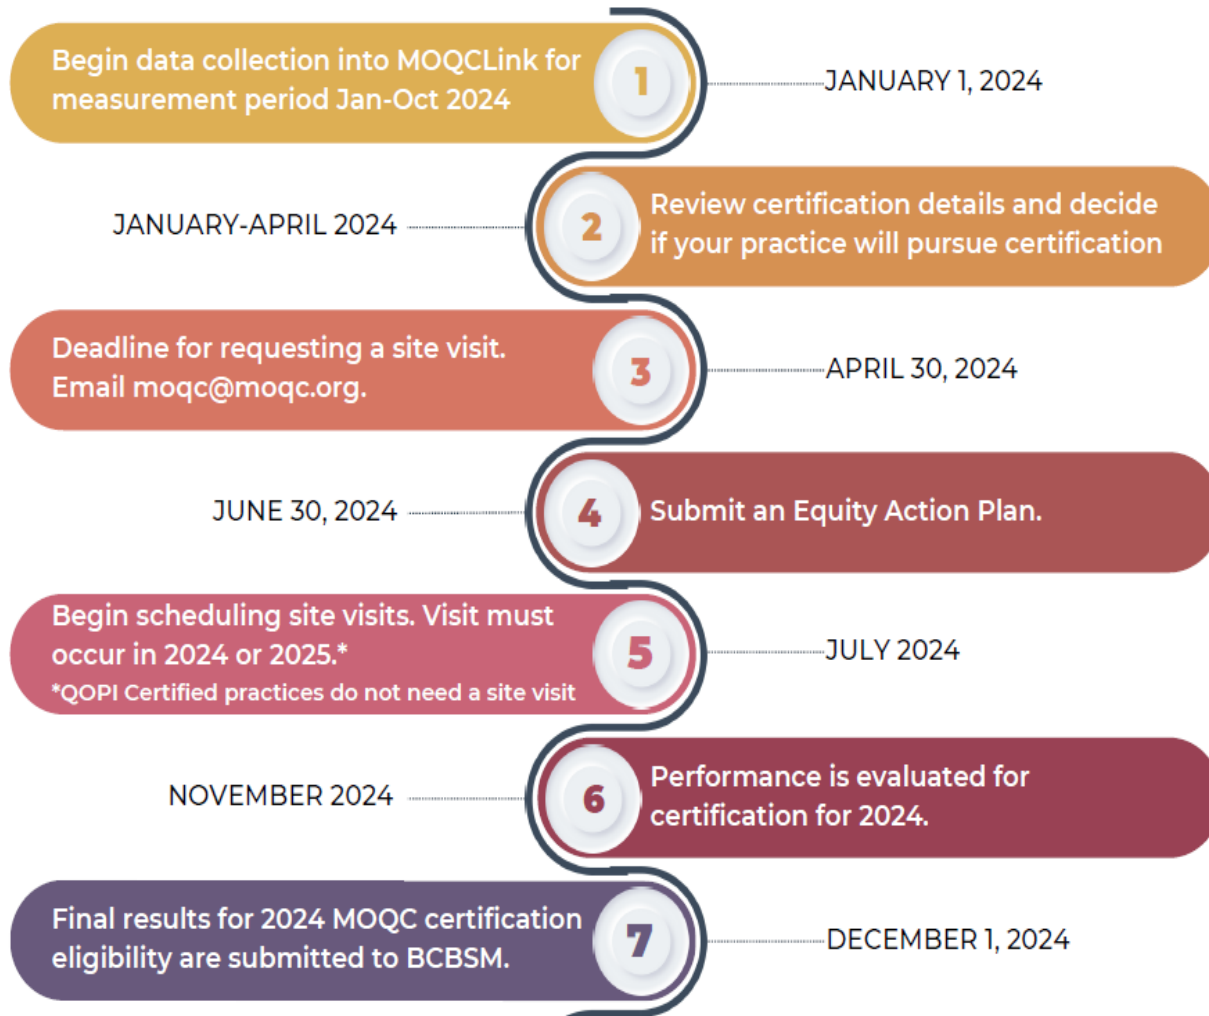 Begin data collection into MOQCLink for
measurement period Jan-Oct 2024
1
JANUARY 1, 2024
JANUARY-APRIL 2024
2
Review certification details and decide
if your practice will pursue certification
Deadline for requesting a site visit.
Email moqc@moqc.org.
3
APRIL 30, 2024
JUNE 30, 2024
4
Submit an Equity Action Plan.
Begin scheduling site visits. Visit must
occur in 2024 or 2025.*
*QOPI Certified practices do not need a site visit
5
JULY 2024
NOVEMBER 2024
6
Performance is evaluated for
certification for 2024.
Final results for 2024 MOQC certification
eligibility are submitted to BCBSM.
7
DECEMBER 1, 2024